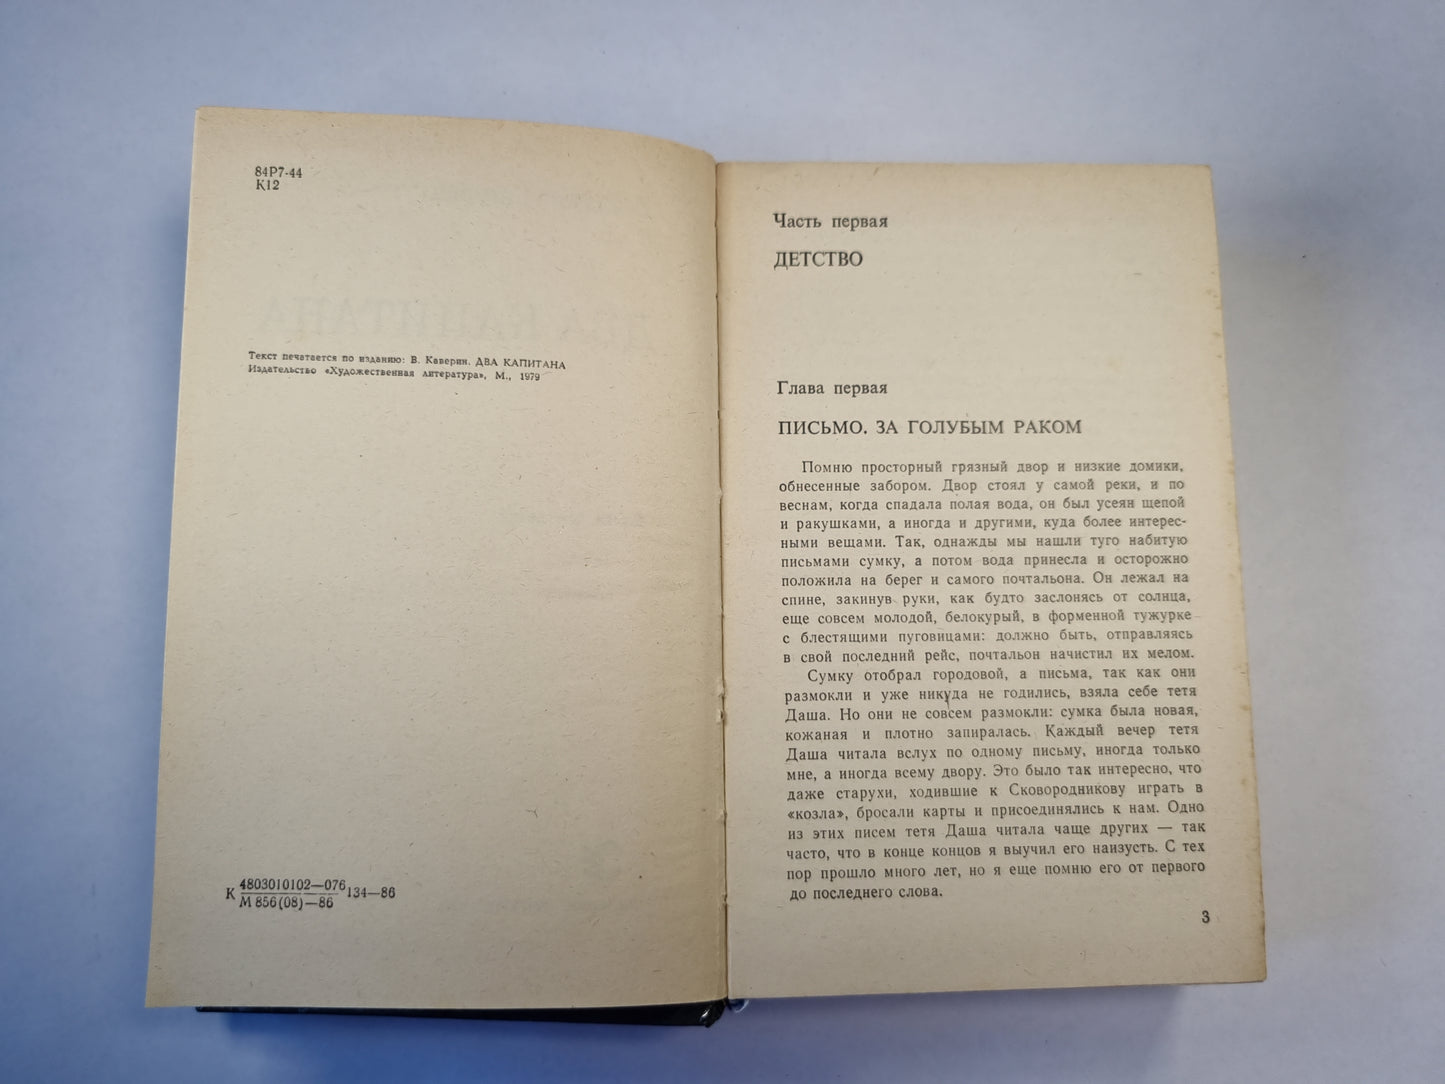 84Р7-44
К12
Текст печатается по изданию: В. Каверин. ДВА КАПИТАНА
Издательство «Художественная литература», М., 1979
К 4803010102—076 134—86
М 856(08)—86
Часть первая
ДЕТСТВО
Глава первая
ПИСЬМО. ЗА ГОЛУБЫМ РАКОМ
Помню просторный грязный двор и низкие домики,
обнесенные забором. Двор стоял у самой реки, и по
веснам, когда спадала полая вода, он был усеян щепой
и ракушками, а иногда и другими, куда более интерес-
ными вещами. Так, однажды мы нашли туго набитую
письмами сумку, а потом вода принесла и осторожно
положила на берег и самого почтальона. Он лежал на
спине, закинув руки, как будто заслонясь от солнца,
еще совсем молодой, белокурый, в форменной тужурке
с блестящими пуговицами: должно быть, отправляясь
в свой последний рейс, почтальон начистил их мелом.
Сумку отобрал городовой, а письма, так как они
размокли и уже никуда не годились, взяла себе тетя
Даша. Но они не совсем размокли: сумка была новая,
кожаная и плотно запиралась. Каждый вечер тетя
Даша читала вслух по одному письму, иногда только
мне, а иногда всему двору. Это было так интересно, что
даже старухи, ходившие к Сковородникову играть в
«козла», бросали карты и присоединялись к нам. Одно
из этих писем тетя Даша читала чаще других — так
часто, что в конце концов я выучил его наизусть. С тех
пор прошло много лет, но я еще помню его от первого
до последнего слова.
3